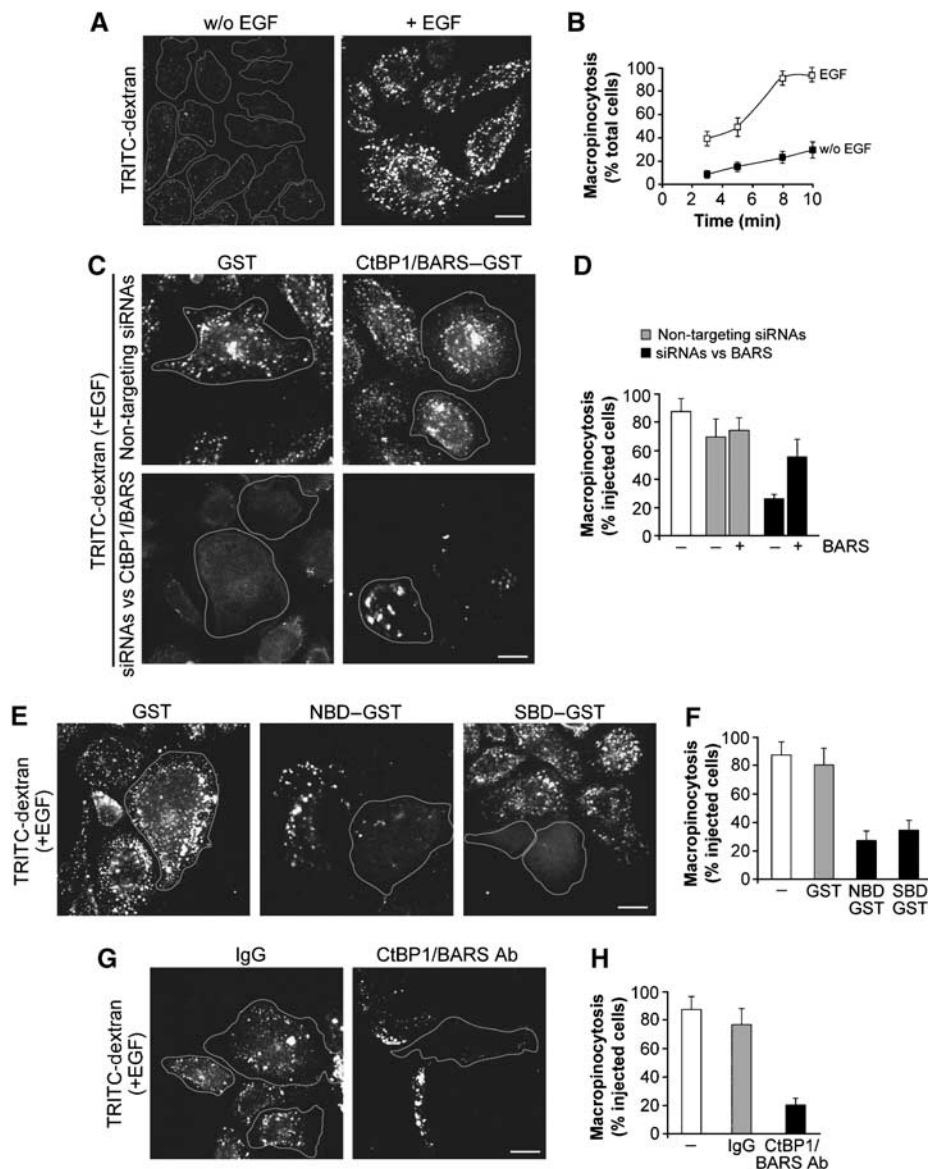 A
w/o EGF
+ EGF
TRITC-dextran
B
Macropinocytosis
(% total cells)
100
80
60
40
20
0
EGF
w/o EGF
0 2 4 6 8 10
Time (min)
C
GST
CtBP1/BARS–GST
TRITC-dextran (+EGF)
Non-targeting siRNAs
siRNAs vs CtBP1/BARS
D
Non-targeting siRNAs
siRNAs vs BARS
Macropinocytosis
(% injected cells)
100
80
60
40
20
0
– – + – + BARS
E
GST
NBD–GST
SBD–GST
TRITC-dextran
(+EGF)
F
Macropinocytosis
(% injected cells)
100
80
60
40
20
0
– GST NBD SBD
GST GST
G
IgG
CtBP1/BARS Ab
TRITC-dextran
(+EGF)
H
Macropinocytosis
(% injected cells)
100
80
60
40
20
0
– IgG CtBP1/
BARS Ab